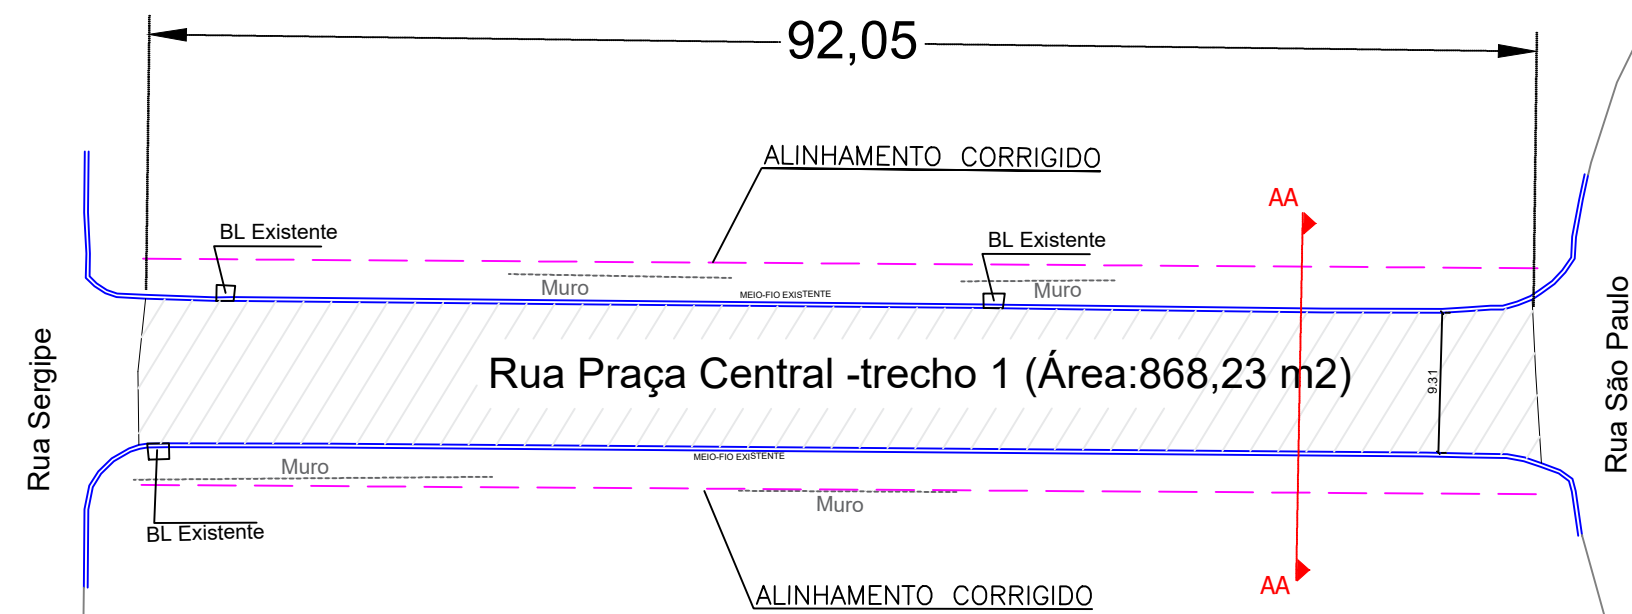 92,05
ALINHAMENTO CORRIGIDO
AA
BL Existente
BL Existente
Muro
MEIO-FIO EXISTENTE
Muro
Rua Sergipe
Rua Praça Central -trecho 1 (Área:868,23 m2)
9.31
Rua São Paulo
MEIO-FIO EXISTENTE
Muro
Muro
BL Existente
AA
ALINHAMENTO CORRIGIDO